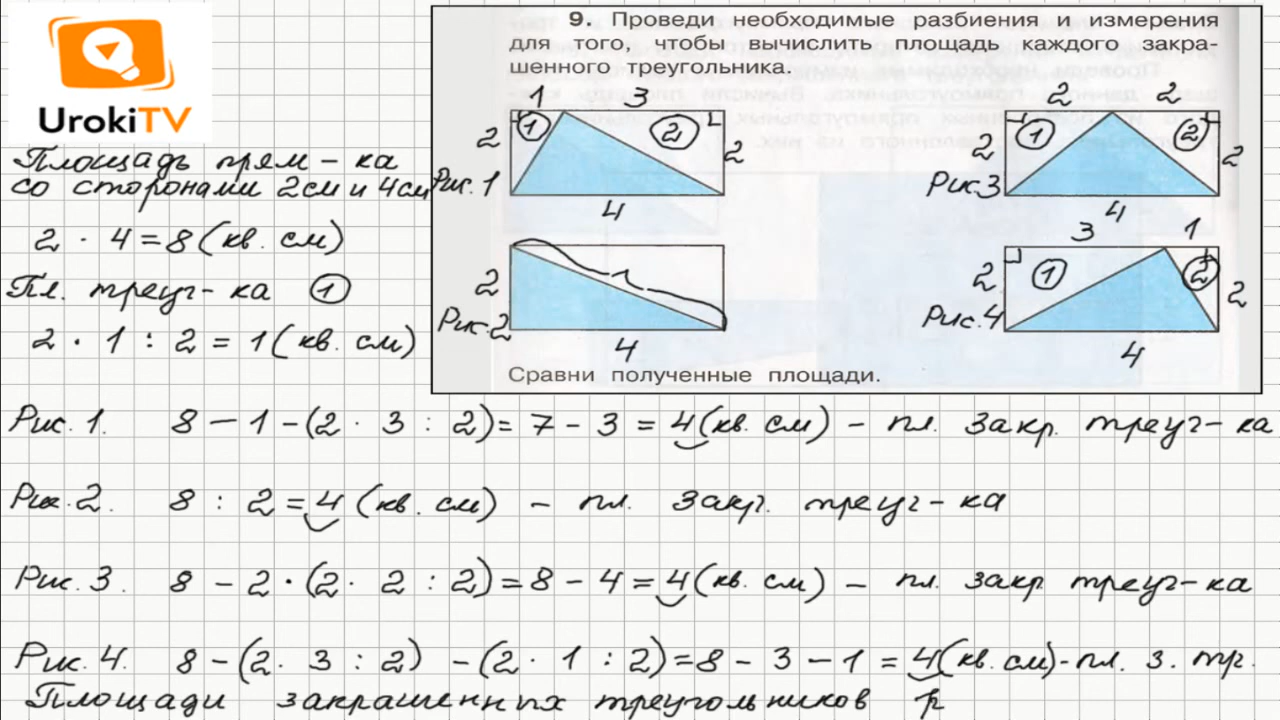 UrokiTV
9. Проведи необходимые разбиения и измерения
для того, чтобы вычислить площадь каждого закра-
шенного треугольника.
1 3
2 1 2 2
Рис. 1
4
2 2
2 1 2 2
Рис. 3
4
2
Рис. 2
4
3 1
2 1 2 2
Рис. 4
4
Сравни полученные площади.
Площадь прям-ка
со сторонами 2см и 4см
2 · 4 = 8 (кв. см)
Пл. треуг-ка 1
2 · 1 : 2 = 1 (кв. см)
Рис. 1. 8 - 1 - (2 · 3 : 2) = 7 - 3 = 4 (кв. см) - пл. закр. треуг-ка
Рис. 2. 8 : 2 = 4 (кв. см) - пл. закр. треуг-ка
Рис. 3. 8 - 2 · (2 · 2 : 2) = 8 - 4 = 4 (кв. см) - пл. закр. треуг-ка
Рис. 4. 8 - (2 · 3 : 2) - (2 · 1 : 2) = 8 - 3 - 1 = 4 (кв. см) - пл. з. тр.
Площади закрашенных треугольников р